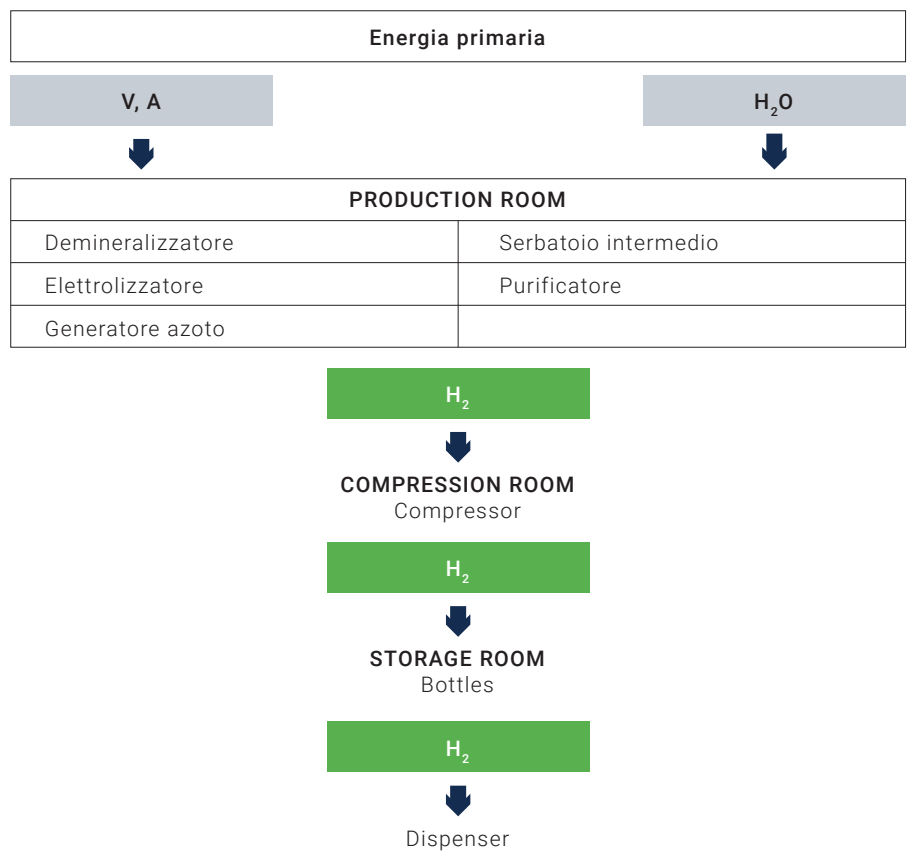 Energia primaria
V, A
H₂O
PRODUCTION ROOM
Demineralizzatore
Serbatoio intermedio
Elettrolizzatore
Purificatore
Generatore azoto
H₂
COMPRESSION ROOM
Compressor
H₂
STORAGE ROOM
Bottles
H₂
Dispenser